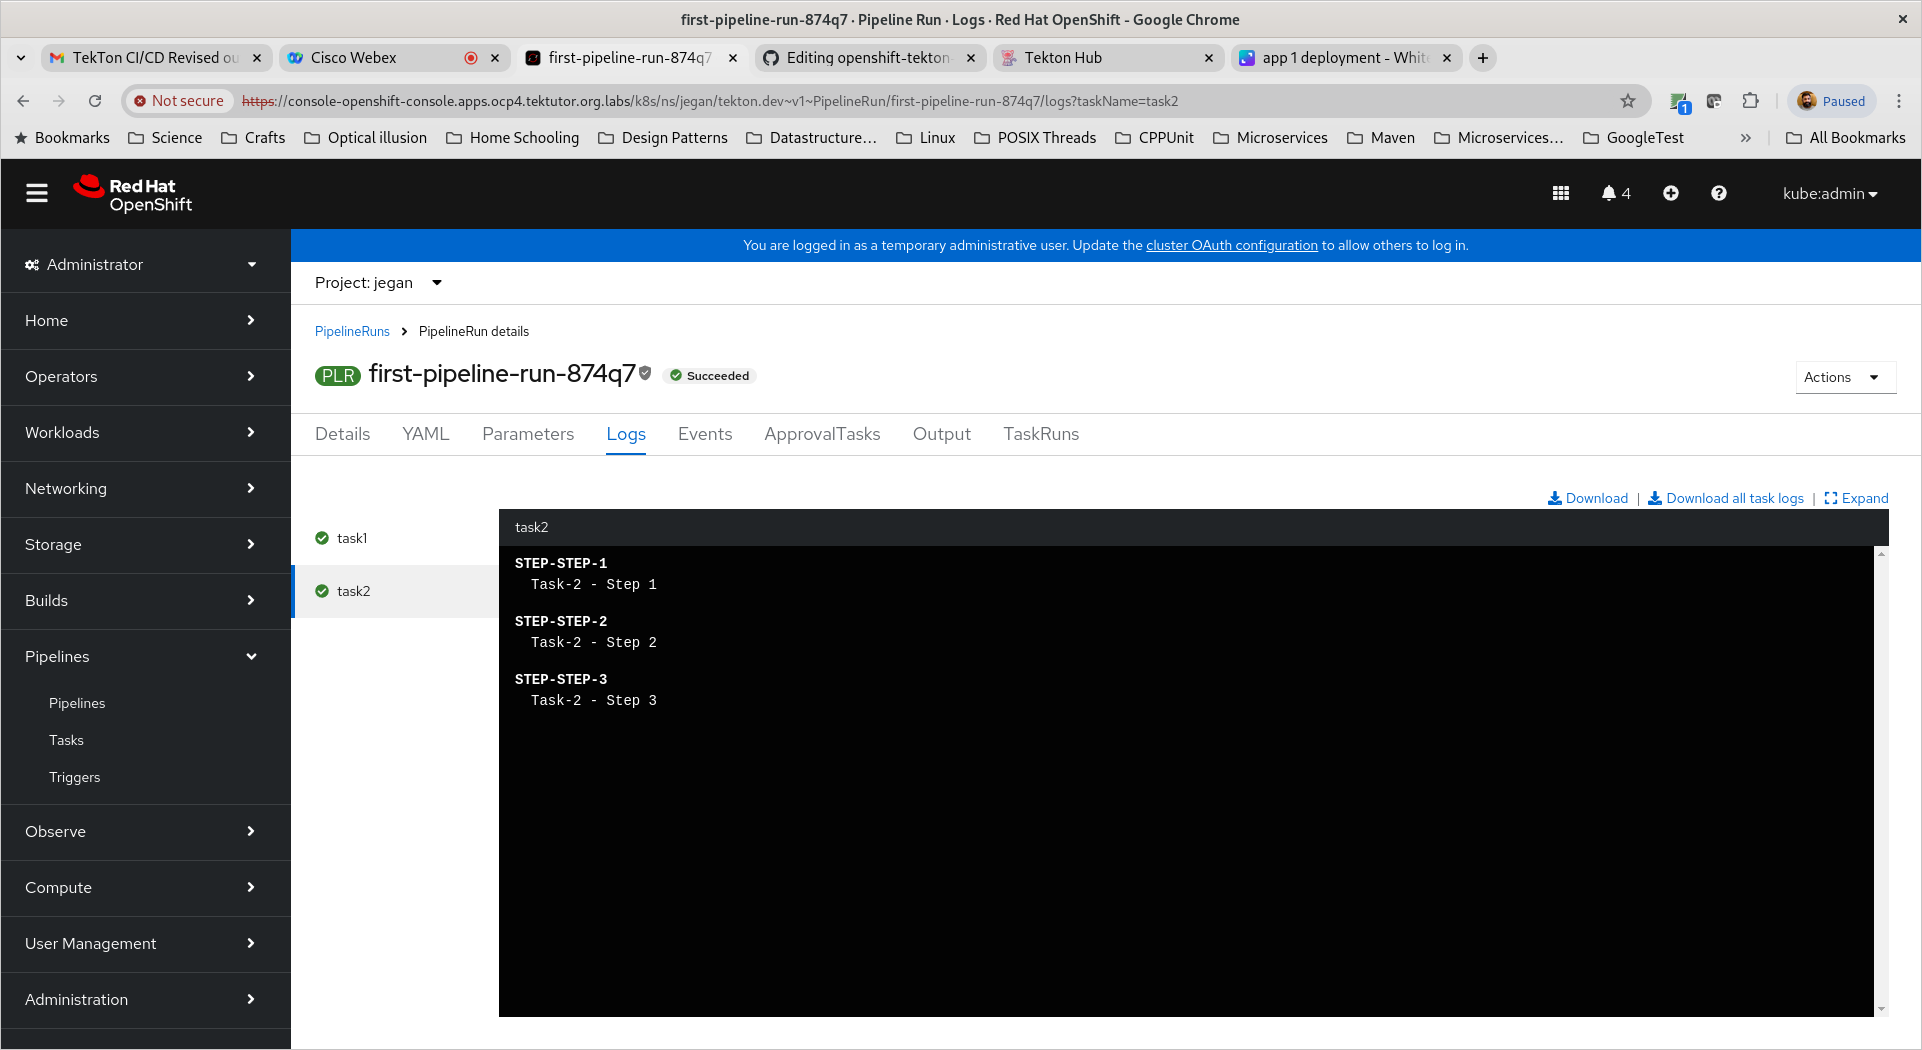 first-pipeline-run-874q7 · Pipeline Run · Logs · Red Hat OpenShift - Google Chrome
TekTon CI/CD Revised ou
Cisco Webex
first-pipeline-run-874q7
Editing openshift-tekton-
Tekton Hub
app 1 deployment - White
Not secure
https://console-openshift-console.apps.ocp4.tektutor.org.labs/k8s/ns/jegan/tekton.dev~v1~PipelineRun/first-pipeline-run-874q7/logs?taskName=task2
1
Paused
Bookmarks
Science
Crafts
Optical illusion
Home Schooling
Design Patterns
Datastructure…
Linux
POSIX Threads
CPPUnit
Microservices
Maven
Microservices…
GoogleTest
»
All Bookmarks
Red Hat
OpenShift
4
kube:admin
You are logged in as a temporary administrative user. Update the cluster OAuth configuration to allow others to log in.
Administrator
Home
Operators
Workloads
Networking
Storage
Builds
Pipelines
Pipelines
Tasks
Triggers
Observe
Compute
User Management
Administration
Project: jegan
PipelineRuns
PipelineRun details
PLR first-pipeline-run-874q7
Succeeded
Actions
Details
YAML
Parameters
Logs
Events
ApprovalTasks
Output
TaskRuns
Download | Download all task logs | Expand
task1
task2
task2
STEP-STEP-1
Task-2 - Step 1
STEP-STEP-2
Task-2 - Step 2
STEP-STEP-3
Task-2 - Step 3